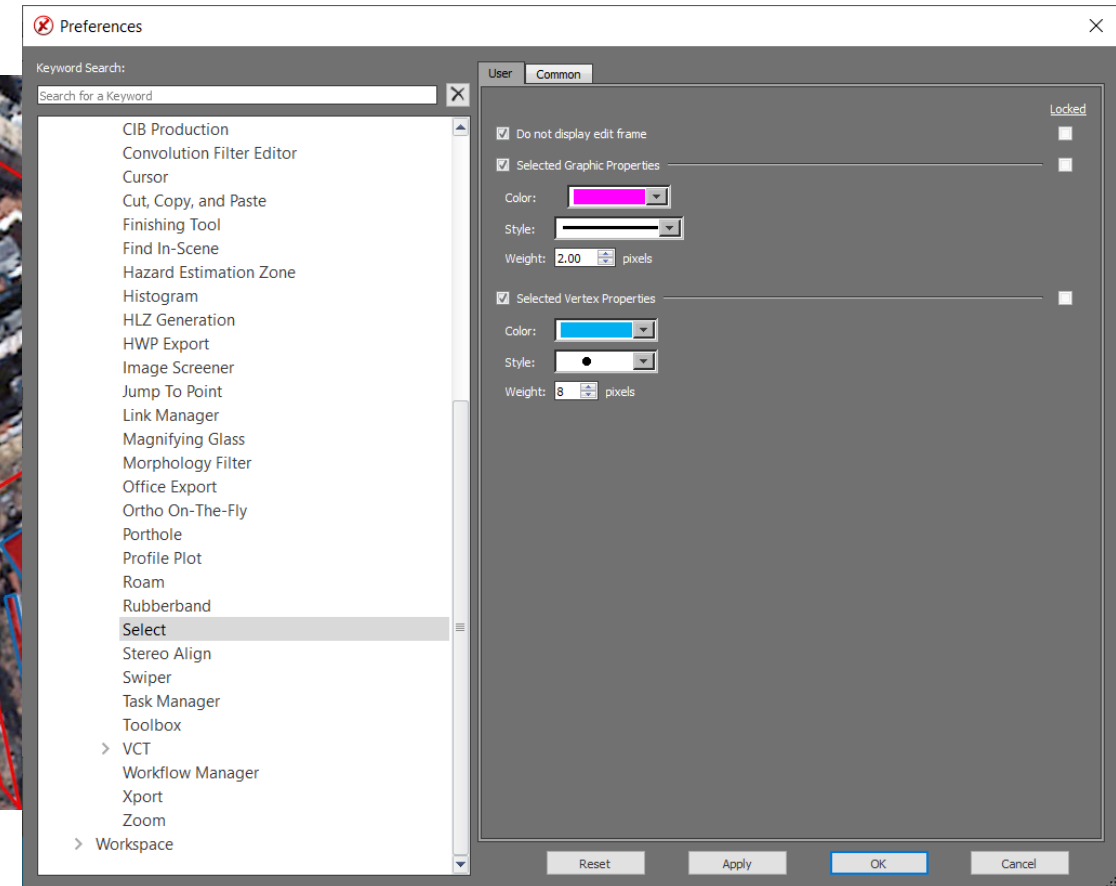 Preferences
Keyword Search:
Search for a Keyword
CIB Production
Convolution Filter Editor
Cursor
Cut, Copy, and Paste
Finishing Tool
Find In-Scene
Hazard Estimation Zone
Histogram
HLZ Generation
HWP Export
Image Screener
Jump To Point
Link Manager
Magnifying Glass
Morphology Filter
Office Export
Ortho On-The-Fly
Porthole
Profile Plot
Roam
Rubberband
Select
Stereo Align
Swiper
Task Manager
Toolbox
VCT
Workflow Manager
Xport
Zoom
Workspace
User Common
Locked
Do not display edit frame
Selected Graphic Properties
Color:
Style:
Weight: 2.00 pixels
Selected Vertex Properties
Color:
Style:
Weight: 8 pixels
Reset Apply OK Cancel